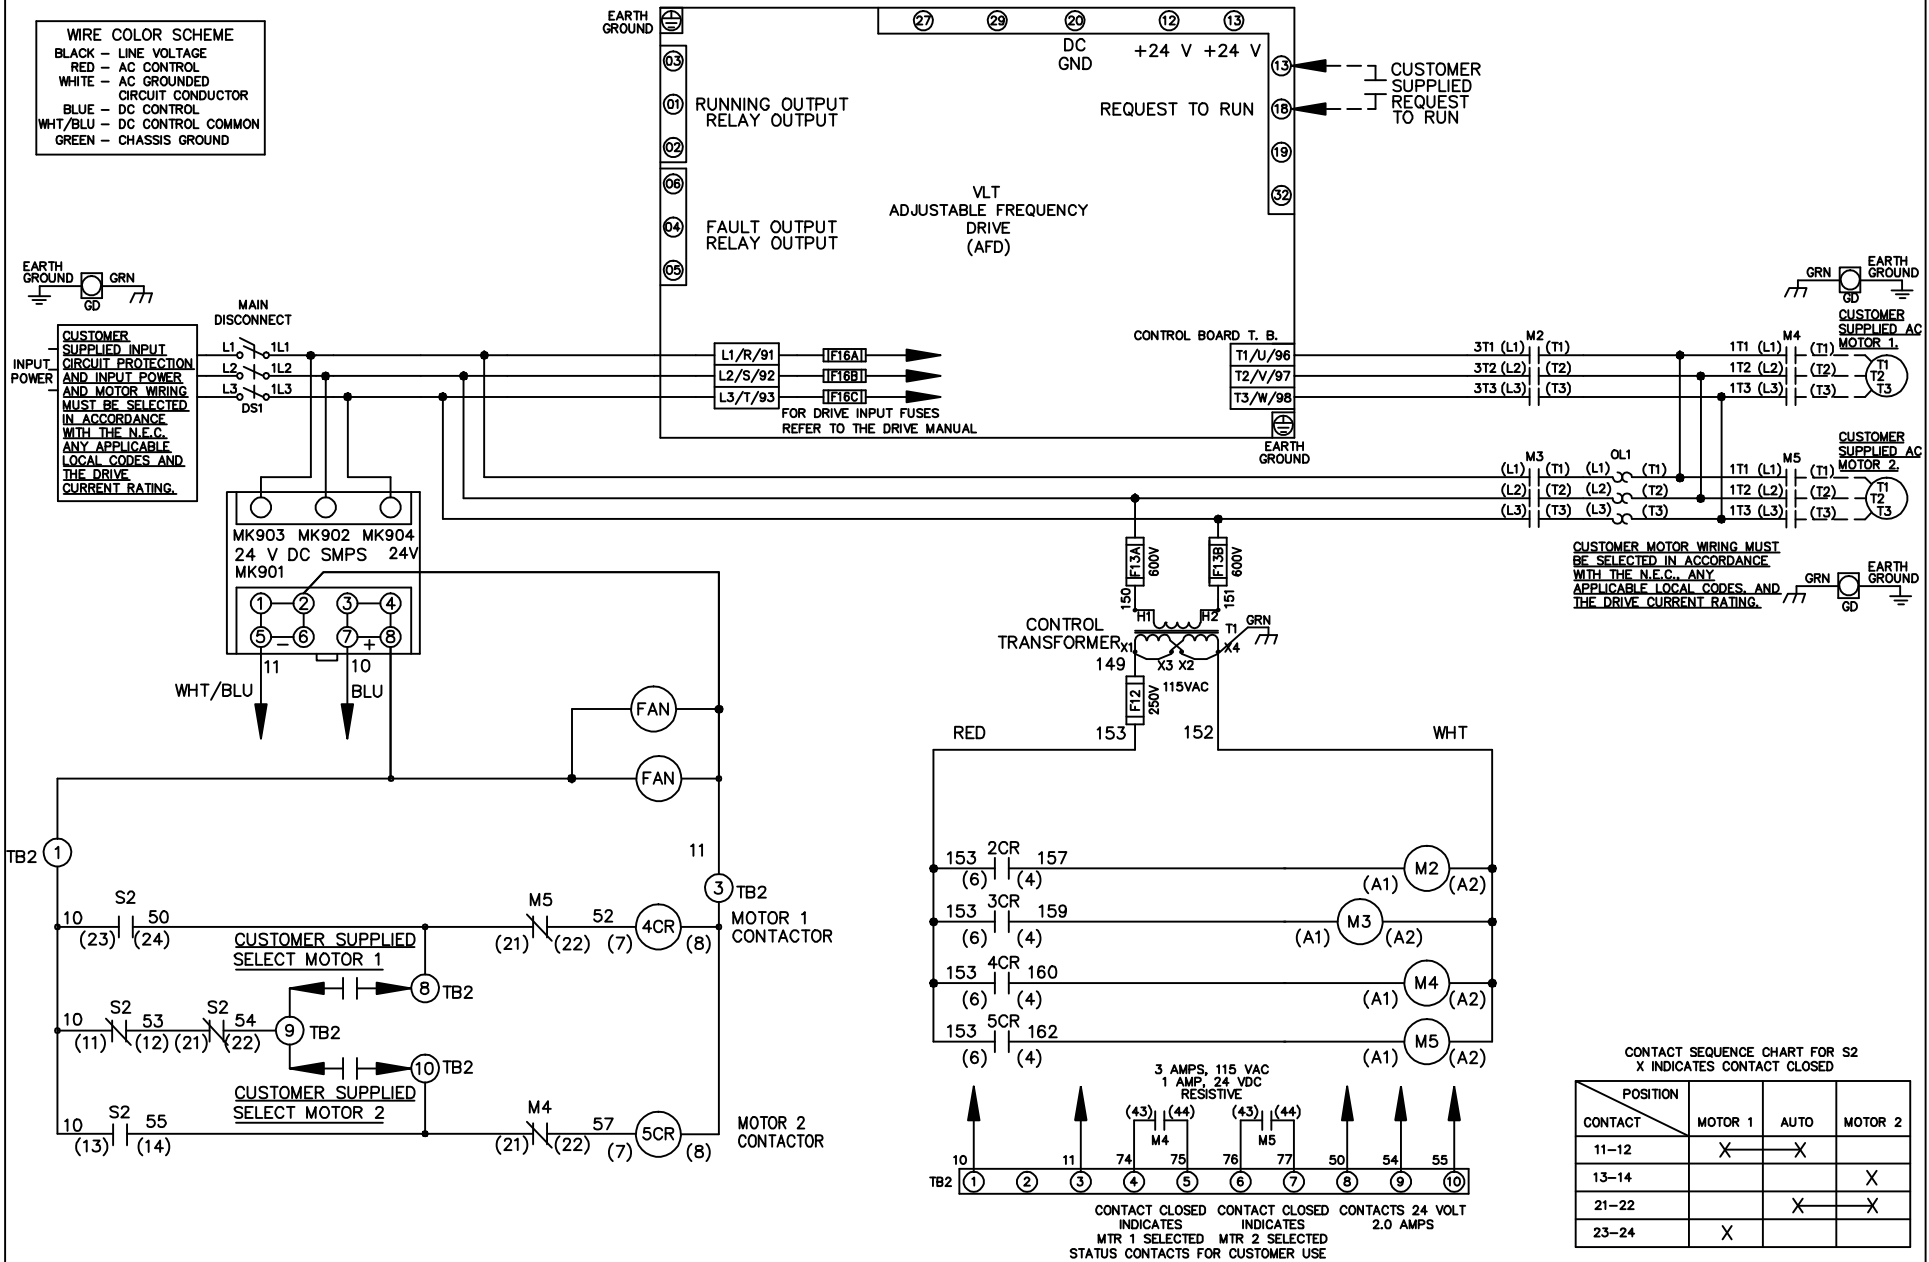 WIRE COLOR SCHEME
BLACK – LINE VOLTAGE
RED – AC CONTROL
WHITE – AC GROUNDED
CIRCUIT CONDUCTOR
BLUE – DC CONTROL
WHT/BLU – DC CONTROL COMMON
GREEN – CHASSIS GROUND
EARTH
GROUND
27 29 20 12 13
DC
GND
+24 V +24 V
03
01
02
RUNNING OUTPUT
RELAY OUTPUT
06
04
05
FAULT OUTPUT
RELAY OUTPUT
REQUEST TO RUN
13
18
19
32
CUSTOMER
SUPPLIED
REQUEST
TO RUN
VLT
ADJUSTABLE FREQUENCY
DRIVE
(AFD)
EARTH
GROUND
GRN
GD
INPUT
POWER
CUSTOMER
SUPPLIED INPUT
CIRCUIT PROTECTION
AND INPUT POWER
AND MOTOR WIRING
MUST BE SELECTED
IN ACCORDANCE
WITH THE N.E.C.
ANY APPLICABLE
LOCAL CODES AND
THE DRIVE
CURRENT RATING.
MAIN
DISCONNECT
L1 1L1
L2 1L2
L3 1L3
DS1
L1/R/91 F16A
L2/S/92 F16B
L3/T/93 F16C
FOR DRIVE INPUT FUSES
REFER TO THE DRIVE MANUAL
CONTROL BOARD T. B.
T1/U/96
T2/V/97
T3/W/98
EARTH
GROUND
M2
3T1 (L1) (T1)
3T2 (L2) (T2)
3T3 (L3) (T3)
M4
1T1 (L1) (T1)
1T2 (L2) (T2)
1T3 (L3) (T3)
GRN
GD
EARTH
GROUND
CUSTOMER
SUPPLIED AC
MOTOR 1.
T1
T2
T3
M3 OL1
(L1) (T1) (L1) (T1)
(L2) (T2) (L2) (T2)
(L3) (T3) (L3) (T3)
M5
1T1 (L1) (T1)
1T2 (L2) (T2)
1T3 (L3) (T3)
CUSTOMER
SUPPLIED AC
MOTOR 2.
T1
T2
T3
CUSTOMER MOTOR WIRING MUST
BE SELECTED IN ACCORDANCE
WITH THE N.E.C., ANY
APPLICABLE LOCAL CODES, AND
THE DRIVE CURRENT RATING.
GRN
GD
EARTH
GROUND
MK903 MK902 MK904
24 V DC SMPS 24V
MK901
1 2 3 4
5 – 6 7 + 8
11 10
WHT/BLU BLU
F13A 600V
F13B 600V
150 151
H1 H2
CONTROL
TRANSFORMER
T1
GRN
X1 X3 X2 X4
149
F12 250V
115VAC
153 152
RED WHT
FAN
FAN
TB2 1
11
3 TB2
S2
10 50
(23) (24)
M5
(21) (22)
52
(7) 4CR (8)
MOTOR 1
CONTACTOR
CUSTOMER SUPPLIED
SELECT MOTOR 1
8 TB2
S2 S2
10 53 54
(11) (12) (21) (22)
9 TB2
10 TB2
CUSTOMER SUPPLIED
SELECT MOTOR 2
S2
10 55
(13) (14)
M4
(21) (22)
57
(7) 5CR (8)
MOTOR 2
CONTACTOR
153 2CR 157
(6) (4)
M2
(A1) (A2)
153 3CR 159
(6) (4)
M3
(A1) (A2)
153 4CR 160
(6) (4)
M4
(A1) (A2)
153 5CR 162
(6) (4)
M5
(A1) (A2)
3 AMPS, 115 VAC
1 AMP, 24 VDC
RESISTIVE
(43) (44) (43) (44)
M4 M5
10 11 74 75 76 77 50 54 55
TB2 1 2 3 4 5 6 7 8 9 10
CONTACT CLOSED
INDICATES
MTR 1 SELECTED
CONTACT CLOSED
INDICATES
MTR 2 SELECTED
CONTACTS 24 VOLT
2.0 AMPS
STATUS CONTACTS FOR CUSTOMER USE
CONTACT SEQUENCE CHART FOR S2
X INDICATES CONTACT CLOSED
POSITION
CONTACT MOTOR 1 AUTO MOTOR 2
11–12 X X
13–14 X
21–22 X X
23–24 X